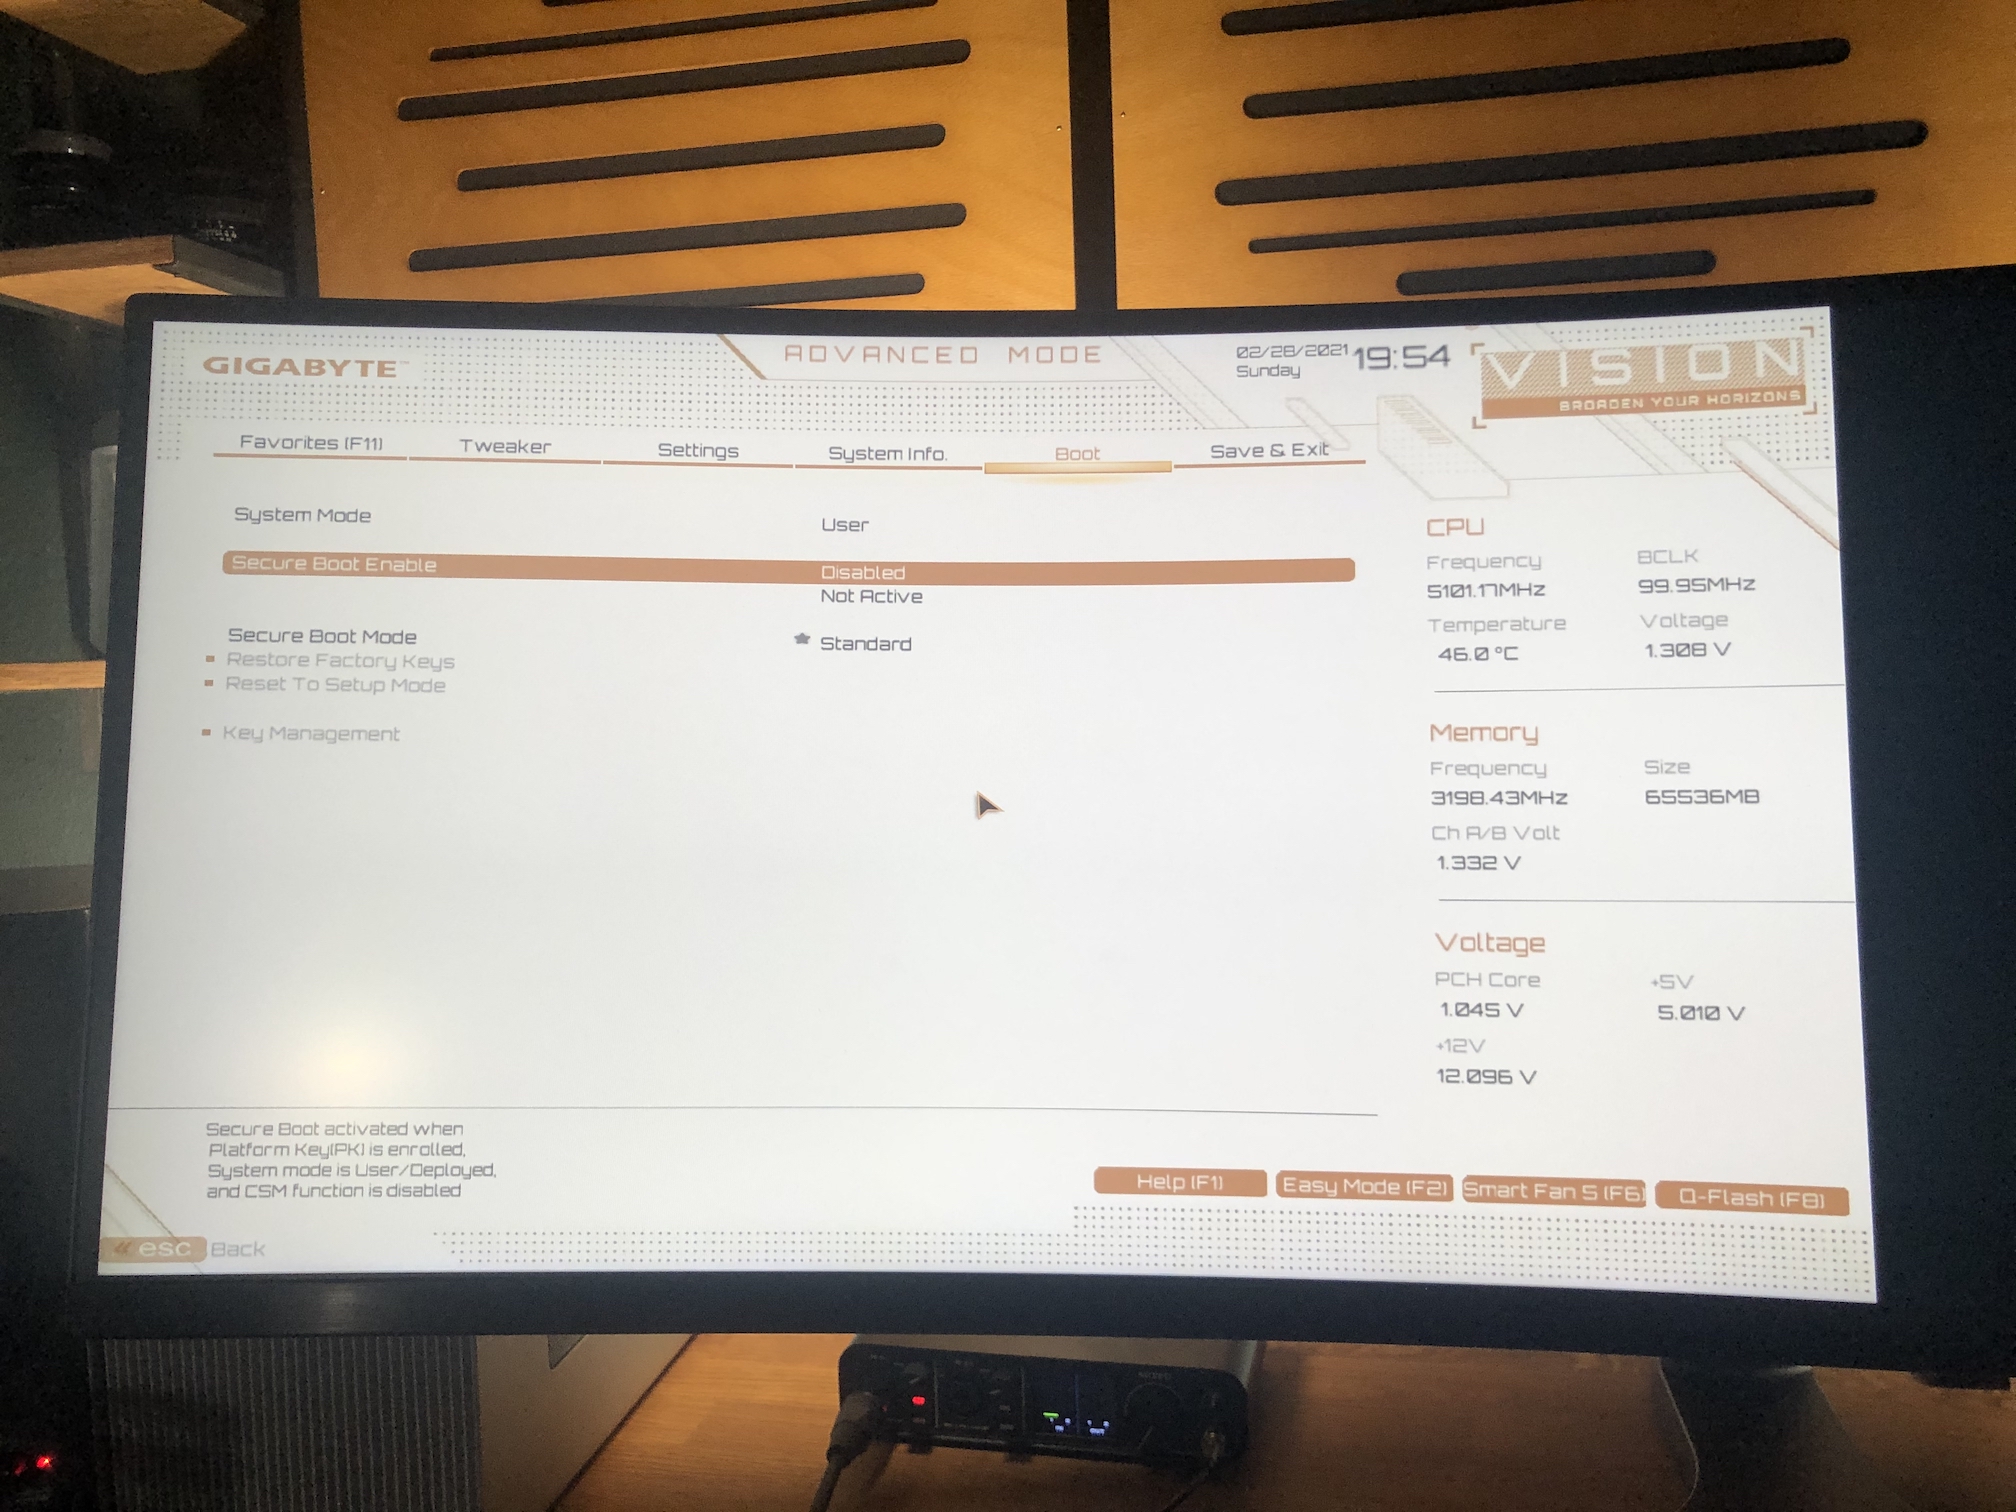 GIGABYTE
ADVANCED MODE
02/28/2021 19:54
Sunday
VISION
BROADEN YOUR HORIZONS
Favorites (F11) Tweaker Settings System Info. Boot Save & Exit
System Mode User
Secure Boot Enable Disabled
Not Active
Secure Boot Mode Standard
Restore Factory Keys
Reset To Setup Mode
Key Management
CPU
Frequency BCLK
5101.17MHz 99.95MHz
Temperature Voltage
46.0 °C 1.308 V
Memory
Frequency Size
3198.43MHz 65536MB
Ch A/B Volt
1.332 V
Voltage
PCH Core +5V
1.045 V 5.010 V
+12V
12.096 V
Secure Boot activated when
Platform Key(PK) is enrolled,
System mode is User/Deployed,
and CSM function is disabled
Help (F1) Easy Mode (F2) Smart Fan 5 (F6) Q-Flash (F8)
esc Back